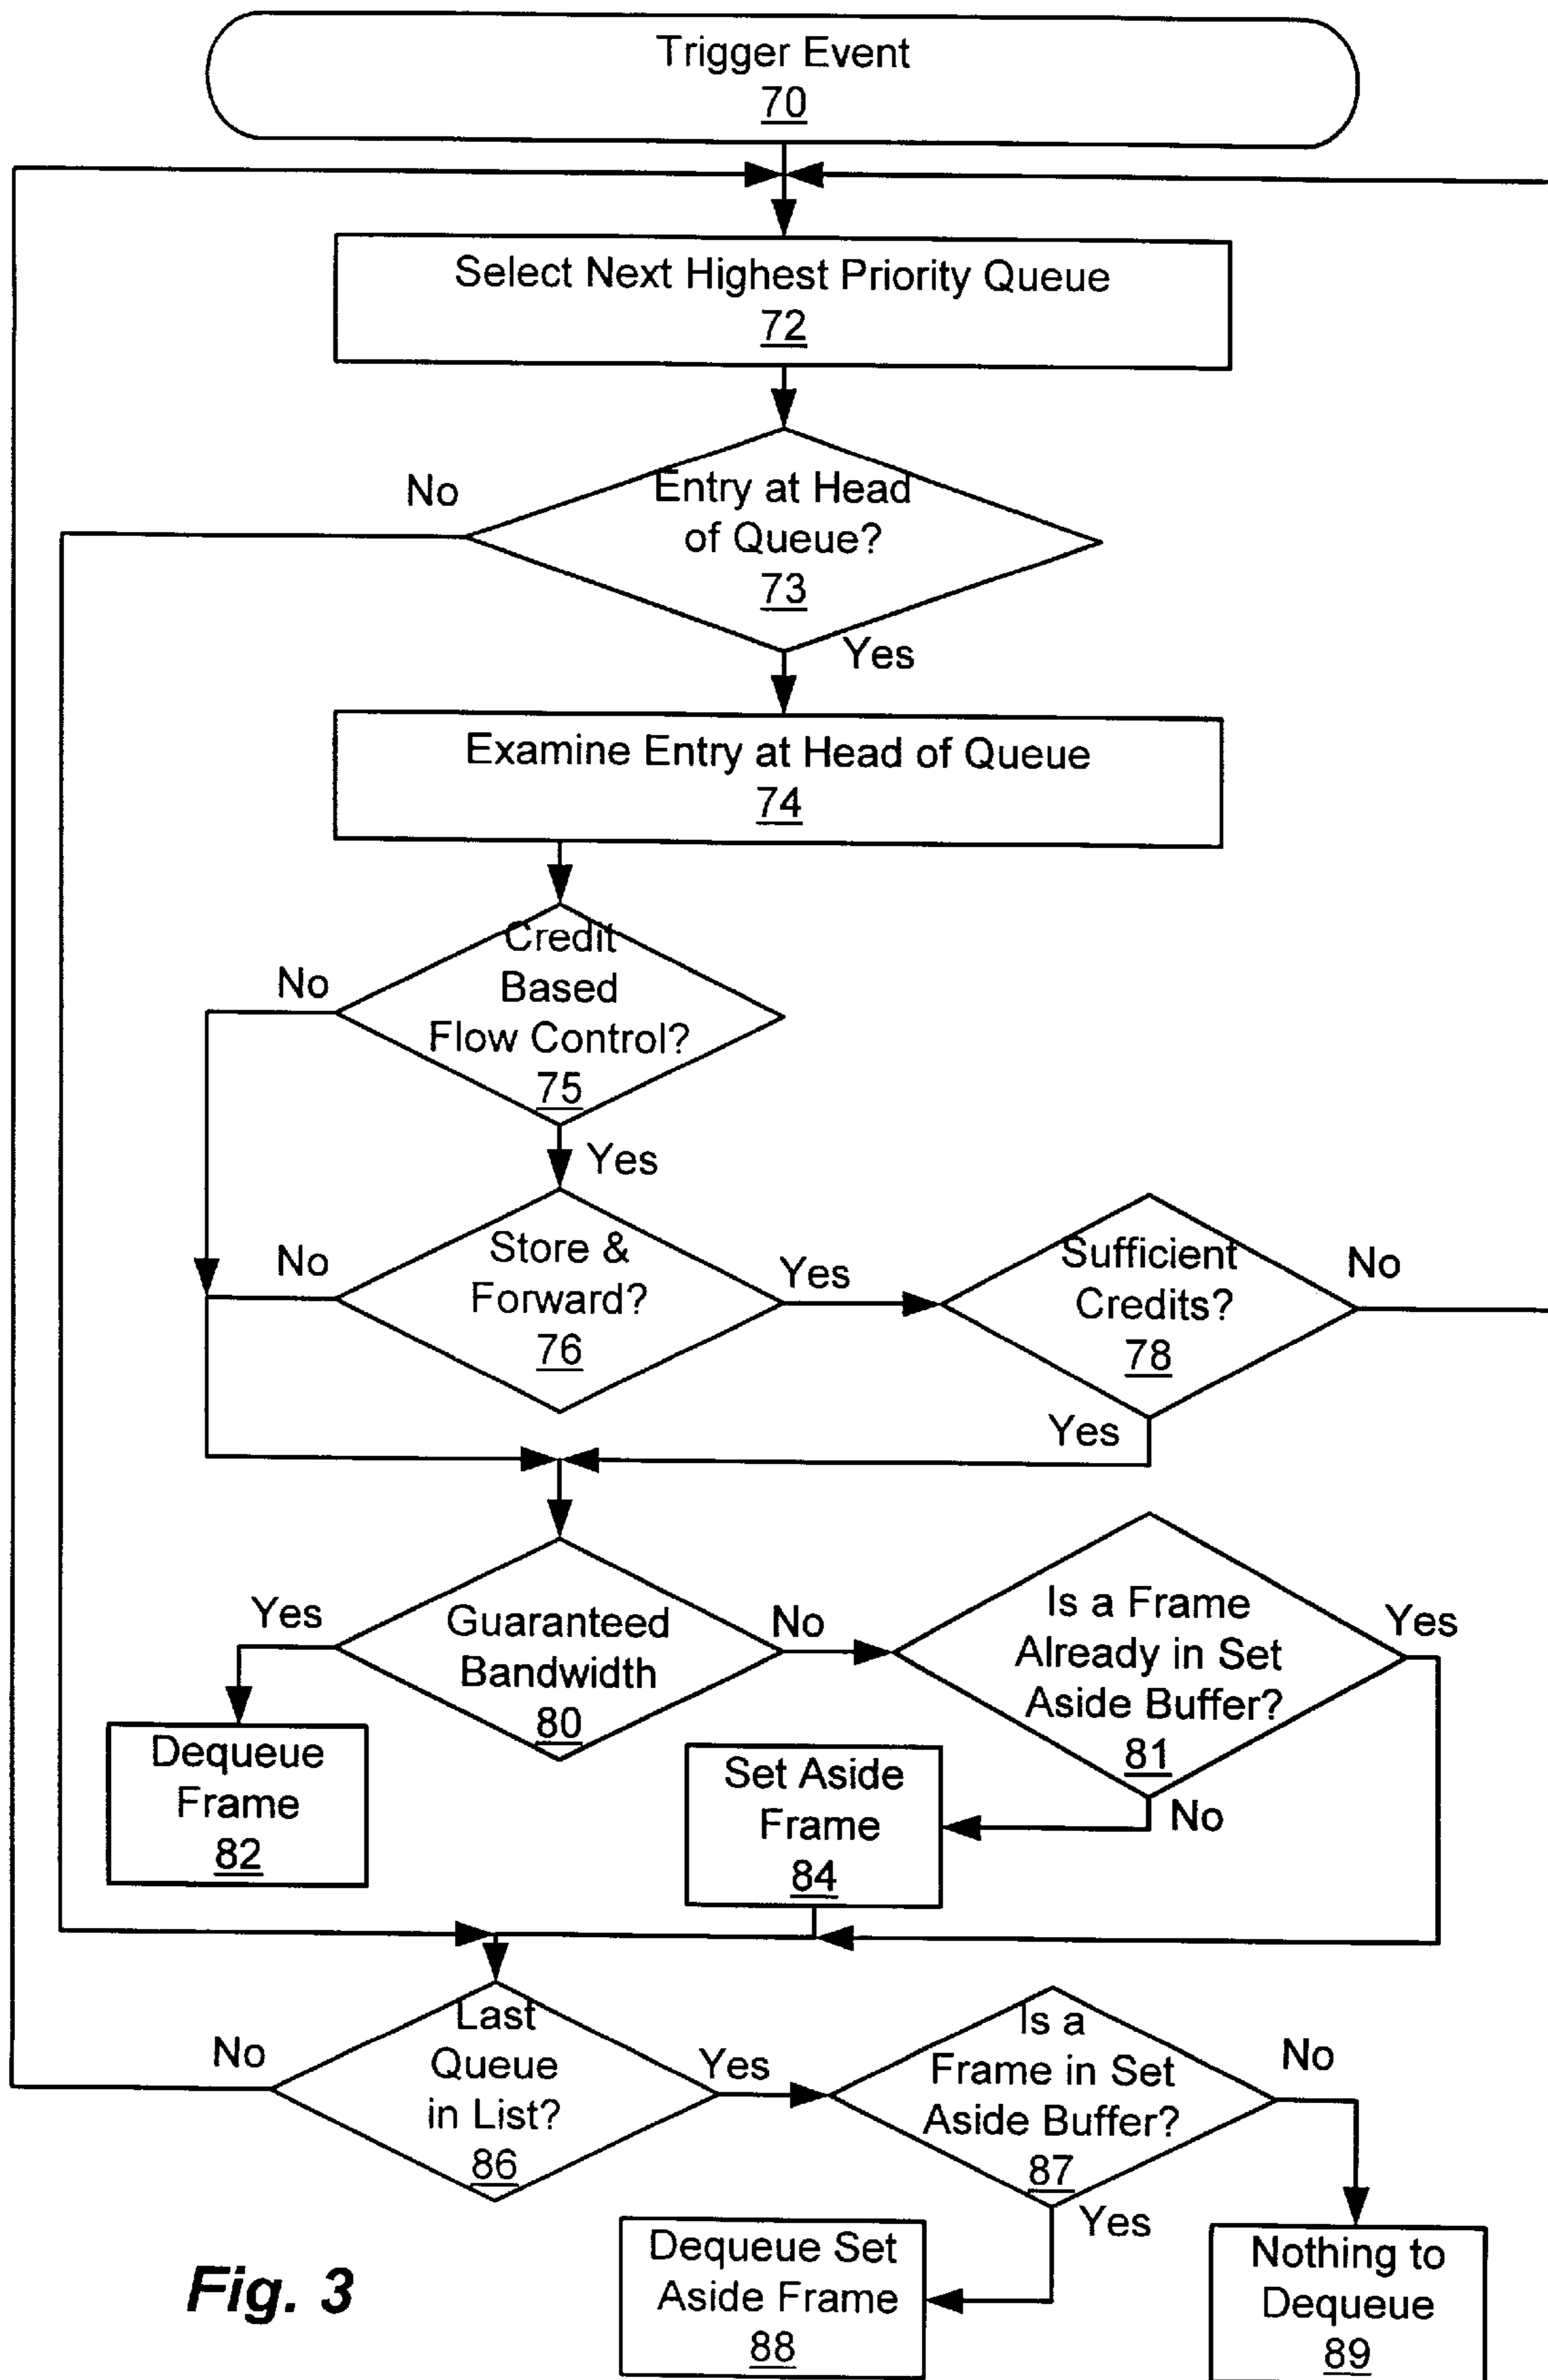 Trigger Event
70
Select Next Highest Priority Queue
72
No
Entry at Head
of Queue?
73
Yes
Examine Entry at Head of Queue
74
No
Credit
Based
Flow Control?
75
Yes
No
Store &
Forward?
76
Yes
Sufficient
Credits?
78
No
Yes
Yes
Guaranteed
Bandwidth
80
No
Is a Frame
Already in Set
Aside Buffer?
81
Yes
No
Dequeue
Frame
82
Set Aside
Frame
84
No
Last
Queue
in List?
86
Yes
Is a
Frame in Set
Aside Buffer?
87
No
Yes
Dequeue Set
Aside Frame
88
Nothing to
Dequeue
89
Fig. 3